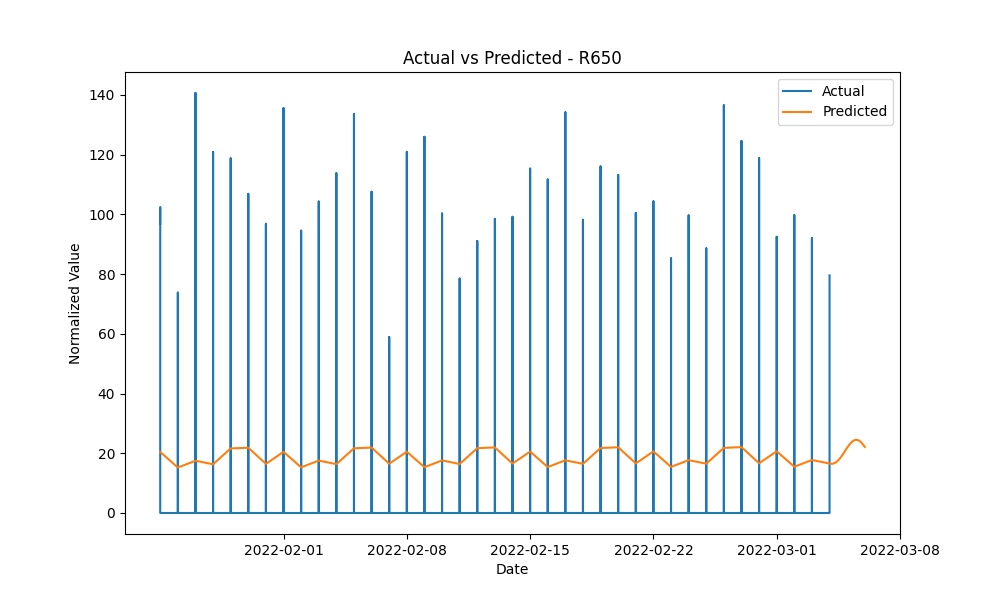 Actual vs Predicted - R650
Actual
Predicted
140
120
100
80
60
40
20
0
Normalized Value
2022-02-01
2022-02-08
2022-02-15
2022-02-22
2022-03-01
2022-03-08
Date